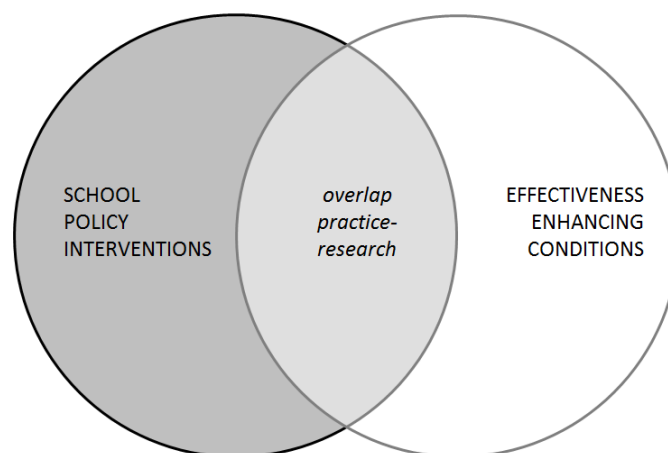 SCHOOL
POLICY
INTERVENTIONS
overlap
practice-
research
EFFECTIVENESS
ENHANCING
CONDITIONS